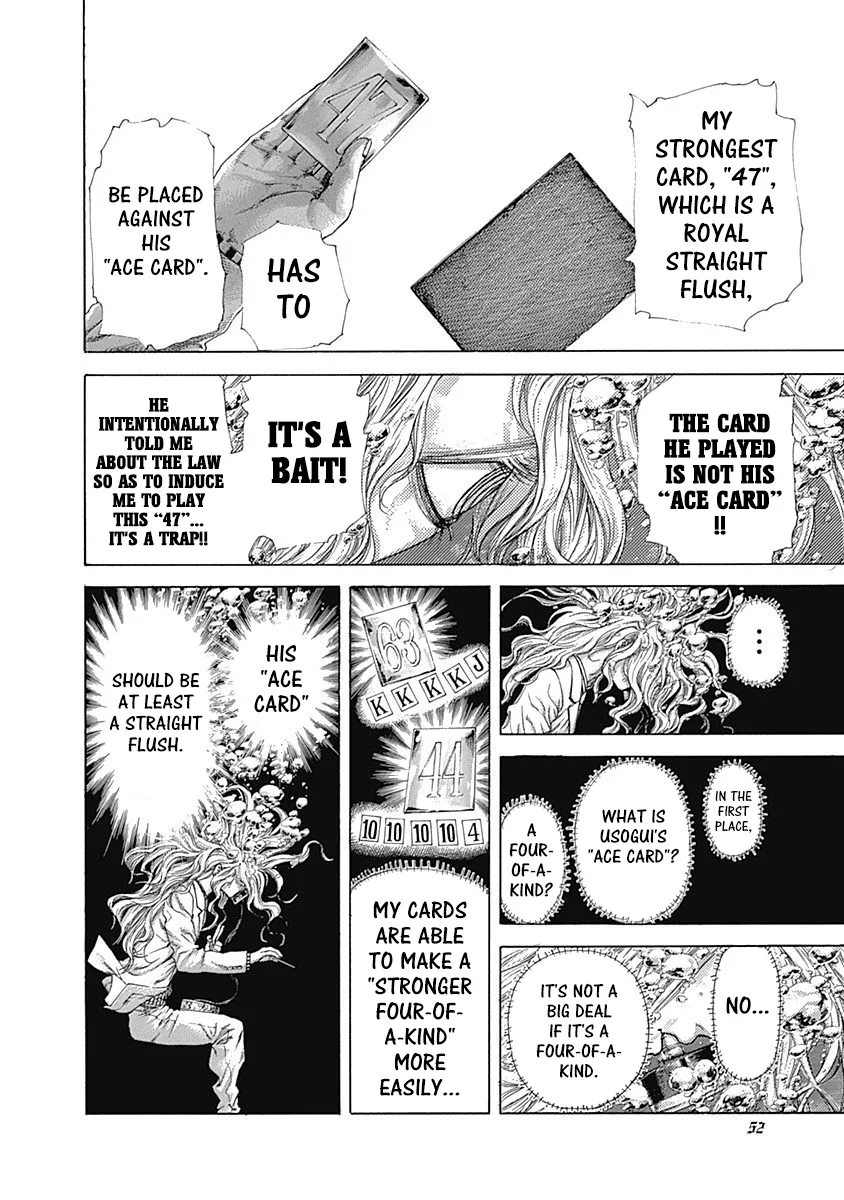 MY
STRONGEST
CARD, "47",
WHICH IS A
ROYAL
STRAIGHT
FLUSH,
47
HAS
TO
BE PLACED
AGAINST
HIS
"ACE CARD".
THE CARD
HE PLAYED
IS NOT HIS
“ACE CARD”
!!
IT'S A
BAIT!
HE
INTENTIONALLY
TOLD ME
ABOUT THE LAW
SO AS TO INDUCE
ME TO PLAY
THIS “47”...
IT'S A TRAP!!
...
IN THE
FIRST
PLACE,
WHAT IS
USOGUI'S
"ACE CARD"?
A
FOUR-
OF-A-
KIND?
NO...
IT'S NOT A
BIG DEAL
IF IT'S A
FOUR-OF-A-
KIND.
63
K K K K J
44
10 10 10 10 4
MY CARDS
ARE ABLE
TO MAKE A
"STRONGER
FOUR-OF-
A-KIND"
MORE
EASILY...
HIS
"ACE
CARD"
SHOULD BE
AT LEAST
A STRAIGHT
FLUSH.
52